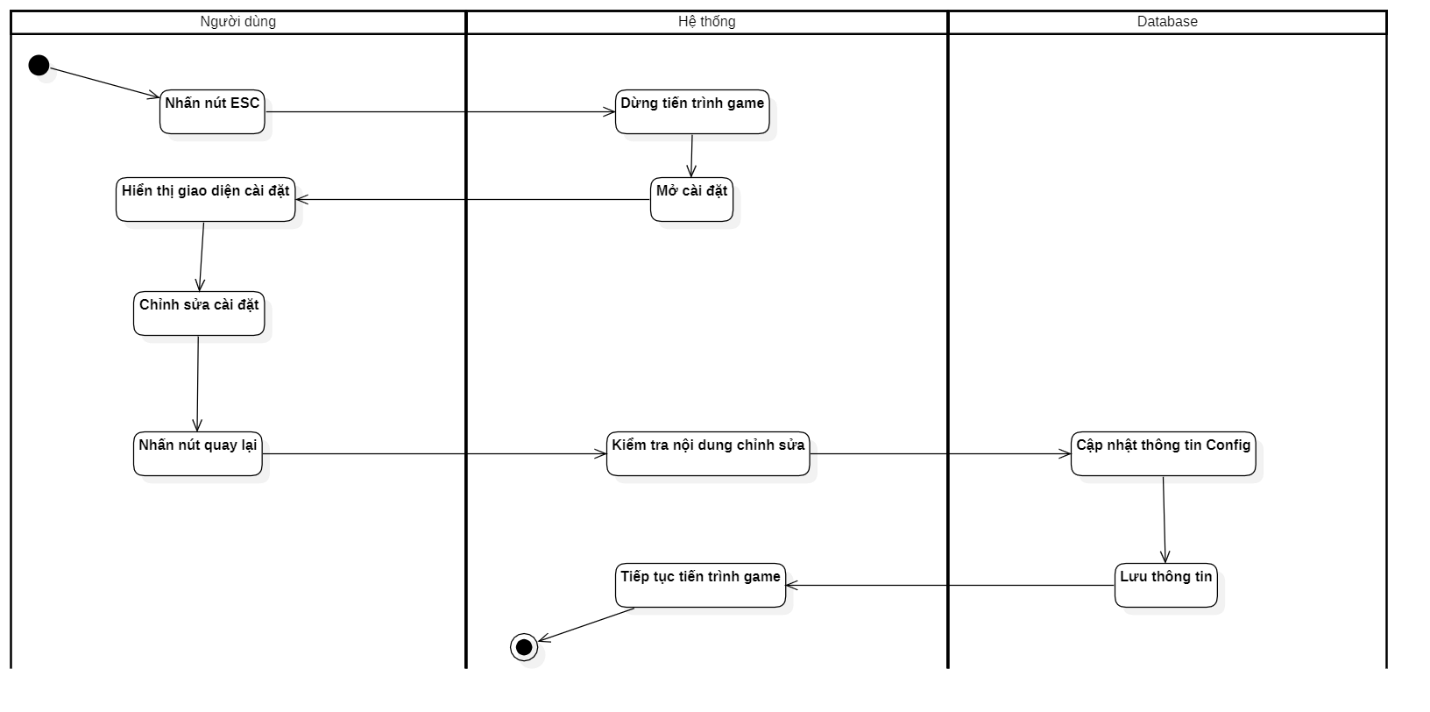 Người dùng
Hệ thống
Database
Nhấn nút ESC
Dừng tiến trình game
Hiển thị giao diện cài đặt
Mở cài đặt
Chỉnh sửa cài đặt
Nhấn nút quay lại
Kiểm tra nội dung chỉnh sửa
Cập nhật thông tin Config
Tiếp tục tiến trình game
Lưu thông tin